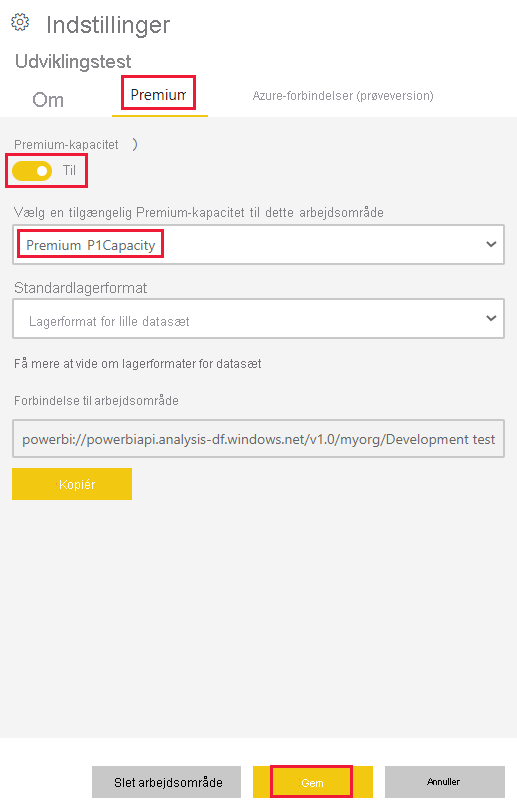 Indstillinger
Udviklingstest
Om
Premium
Azure-forbindelser (prøveversion)
Premium-kapacitet )
Til
Vælg en tilgængelig Premium-kapacitet til dette arbejdsområde
Premium P1Capacity
Standardlagerformat
Lagerformat for lille datasæt
Få mere at vide om lagerformater for datasæt
Forbindelse til arbejdsområde
powerbi://powerbiapi.analysis-df.windows.net/v1.0/myorg/Development test
Kopiér
Slet arbejdsområde
Gem
Annuller